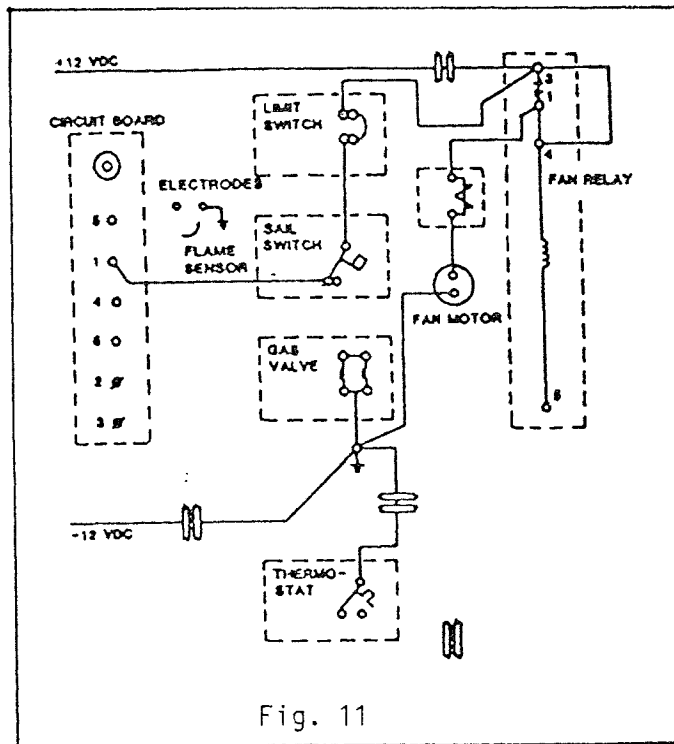 +12 VDC
LIMIT
SWITCH
3
1
4
FAN RELAY
CIRCUIT BOARD
ELECTRODES
FLAME
SENSOR
SAIL
SWITCH
5
1
4
6
2
3
FAN MOTOR
GAS
VALVE
5
-12 VDC
THERMO-
STAT
Fig. 11